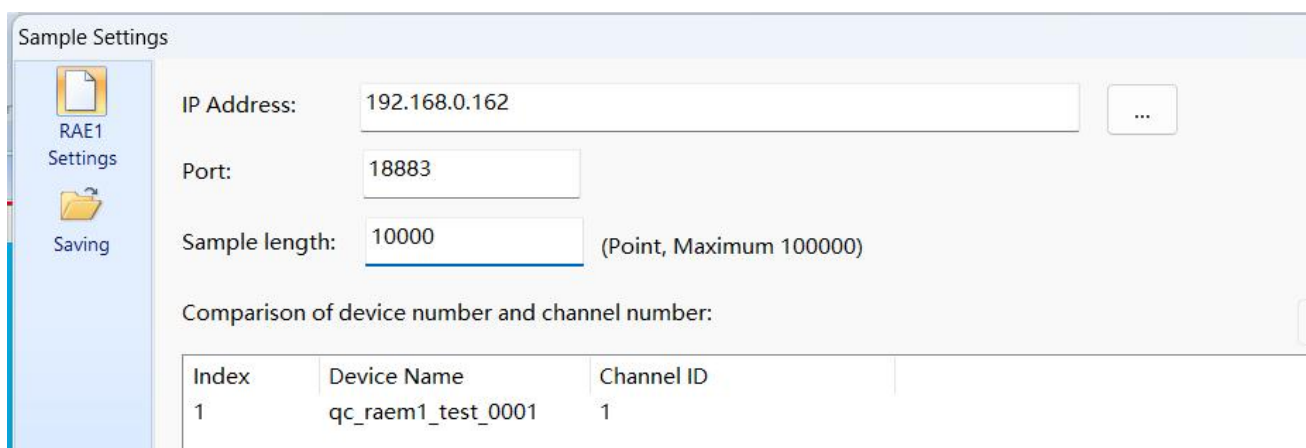 Sample Settings
RAE1
Settings
Saving
IP Address: 192.168.0.162 ...
Port: 18883
Sample length: 10000 (Point, Maximum 100000)
Comparison of device number and channel number:
Index Device Name Channel ID
1 qc_raem1_test_0001 1